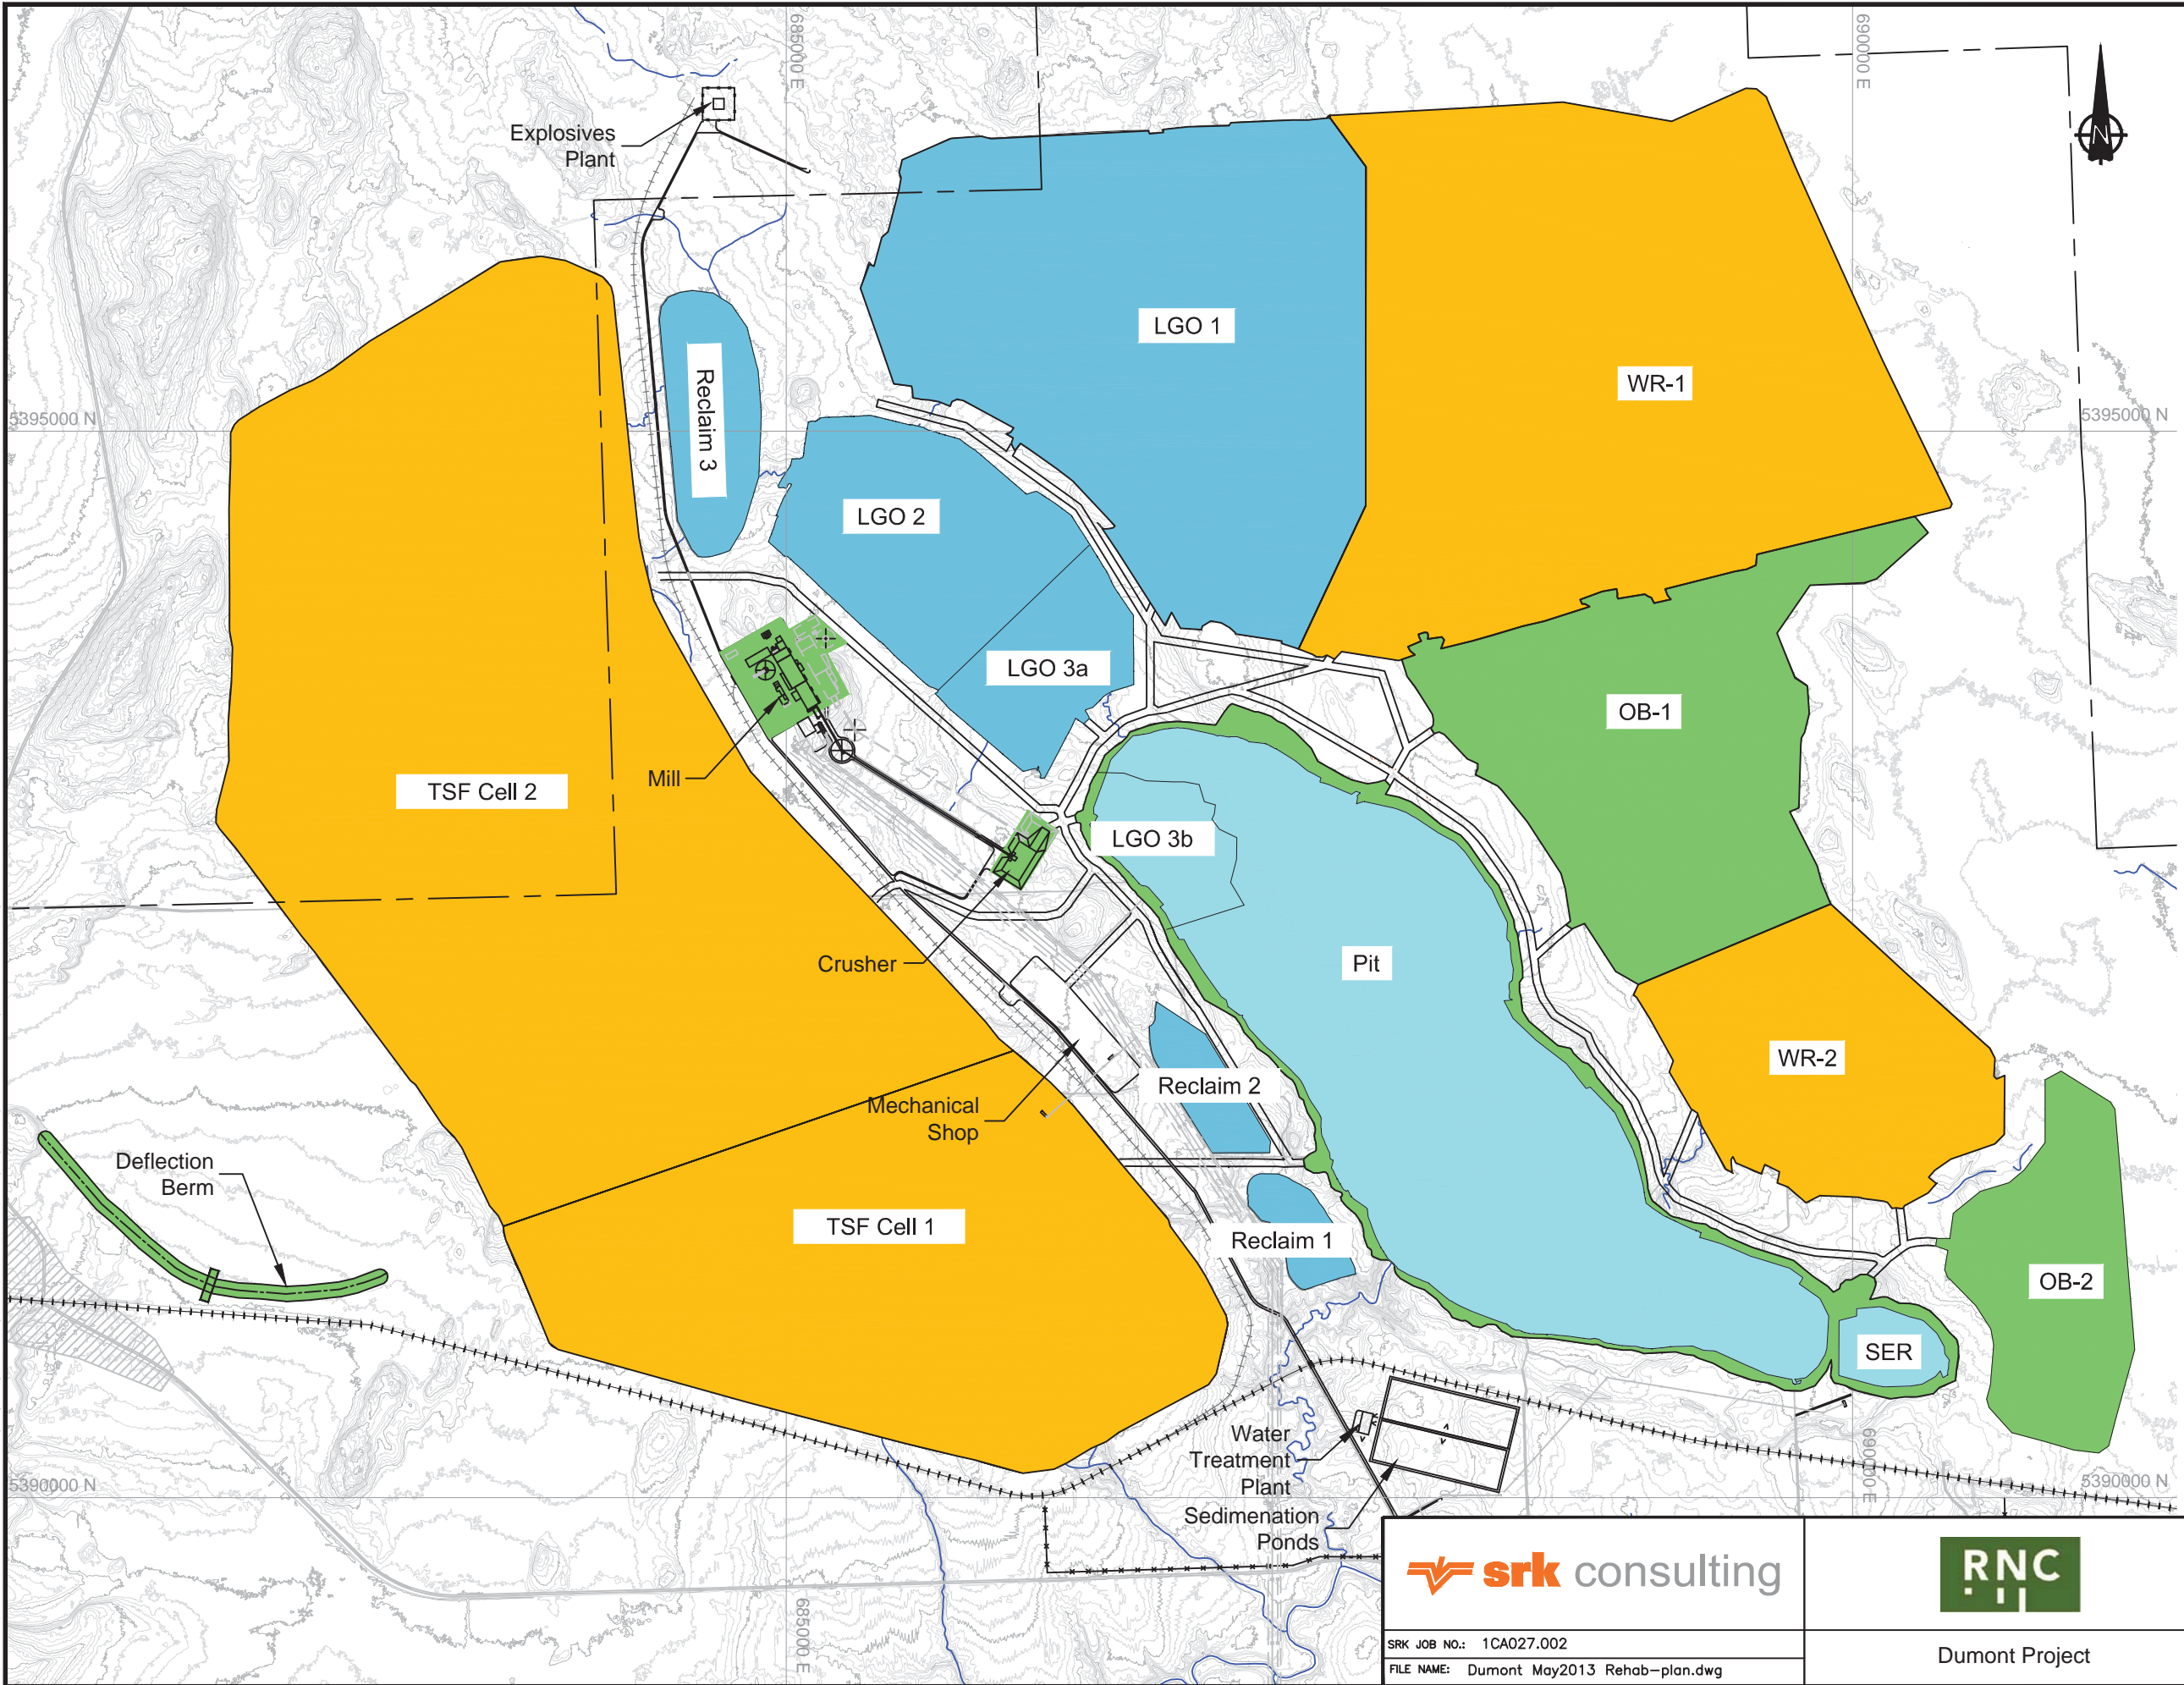 685000 E
690000 E
Explosives
Plant
N
LGO 1
WR-1
Reclaim 3
5395000 N
5395000 N
LGO 2
LGO 3a
OB-1
Mill
TSF Cell 2
LGO 3b
Crusher
Pit
WR-2
Reclaim 2
Mechanical
Shop
Deflection
Berm
TSF Cell 1
Reclaim 1
OB-2
SER
Water
Treatment
Plant
Sedimenation
Ponds
5390000 N
690000 E
5390000 N
685000 E
srk consulting
RNC
SRK JOB NO.: 1CA027.002
FILE NAME: Dumont May2013 Rehab-plan.dwg
Dumont Project